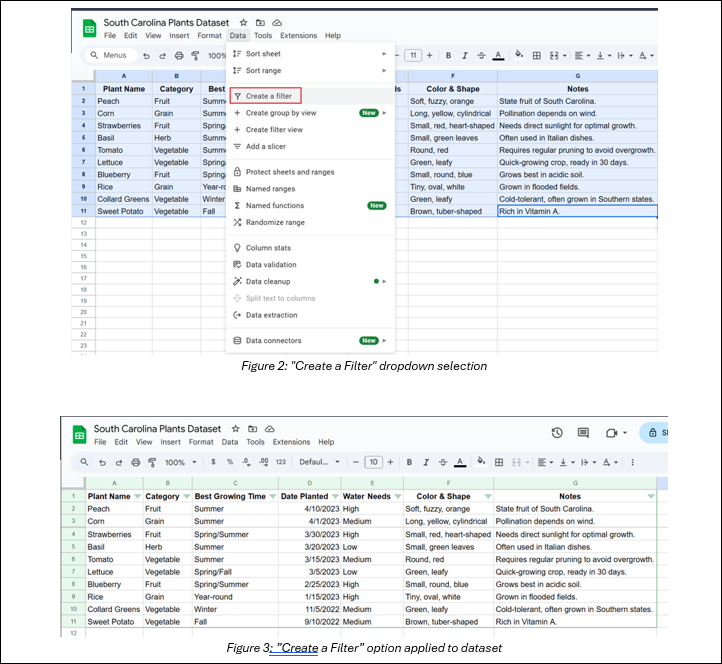 South Carolina Plants Dataset
File Edit View Insert Format Data Tools Extensions Help
Menus 100% 11 B I A
A B F G
1 Plant Name Category Best Color & Shape Notes
2 Peach Fruit Summ Soft, fuzzy, orange State fruit of South Carolina.
3 Corn Grain Summ Long, yellow, cylindrical Pollination depends on wind.
4 Strawberries Fruit Spring Small, red, heart-shaped Needs direct sunlight for optimal growth.
5 Basil Herb Summ Small, green leaves Often used in Italian dishes.
6 Tomato Vegetable Summ Round, red Requires regular pruning to avoid overgrowth.
7 Lettuce Vegetable Spring Green, leafy Quick-growing crop, ready in 30 days.
8 Blueberry Fruit Spring Small, round, blue Grows best in acidic soil.
9 Rice Grain Year-r Tiny, oval, white Grown in flooded fields.
10 Collard Greens Vegetable Winter Green, leafy Cold-tolerant, often grown in Southern states.
11 Sweet Potato Vegetable Fall Brown, tuber-shaped Rich in Vitamin A.
12
13
14
15
16
17
18
19
20
21
22
23
Sort sheet
Sort range
Create a filter
Create group by view New
Create filter view
Add a slicer
Protect sheets and ranges
Named ranges
Named functions New
Randomize range
Column stats
Data validation
Data cleanup
Split text to columns
Data extraction
Data connectors New
Figure 2: "Create a Filter" dropdown selection
South Carolina Plants Dataset
File Edit View Insert Format Data Tools Extensions Help
100% $ % .0 .00 123 Defaul... 10 B I A
A B C D E F G
1 Plant Name Category Best Growing Time Date Planted Water Needs Color & Shape Notes
2 Peach Fruit Summer 4/10/2023 High Soft, fuzzy, orange State fruit of South Carolina.
3 Corn Grain Summer 4/1/2023 Medium Long, yellow, cylindrical Pollination depends on wind.
4 Strawberries Fruit Spring/Summer 3/30/2023 High Small, red, heart-shaped Needs direct sunlight for optimal growth.
5 Basil Herb Summer 3/20/2023 Low Small, green leaves Often used in Italian dishes.
6 Tomato Vegetable Summer 3/15/2023 Medium Round, red Requires regular pruning to avoid overgrowth.
7 Lettuce Vegetable Spring/Fall 3/5/2023 Low Green, leafy Quick-growing crop, ready in 30 days.
8 Blueberry Fruit Spring/Summer 2/25/2023 High Small, round, blue Grows best in acidic soil.
9 Rice Grain Year-round 1/15/2023 High Tiny, oval, white Grown in flooded fields.
10 Collard Greens Vegetable Winter 11/5/2022 Medium Green, leafy Cold-tolerant, often grown in Southern states.
11 Sweet Potato Vegetable Fall 9/10/2022 Medium Brown, tuber-shaped Rich in Vitamin A.
12
Figure 3: "Create a Filter" option applied to dataset